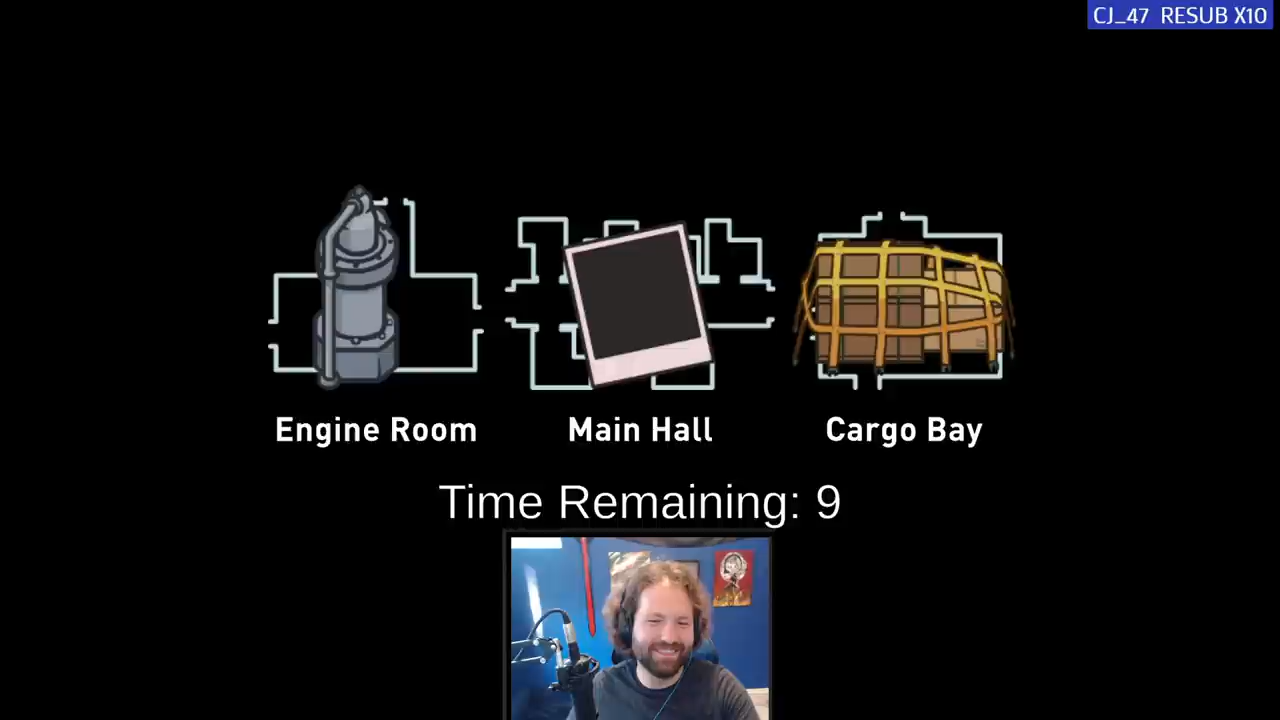 CJ_47 RESUB X10
Engine Room
Main Hall
Cargo Bay
Time Remaining: 9